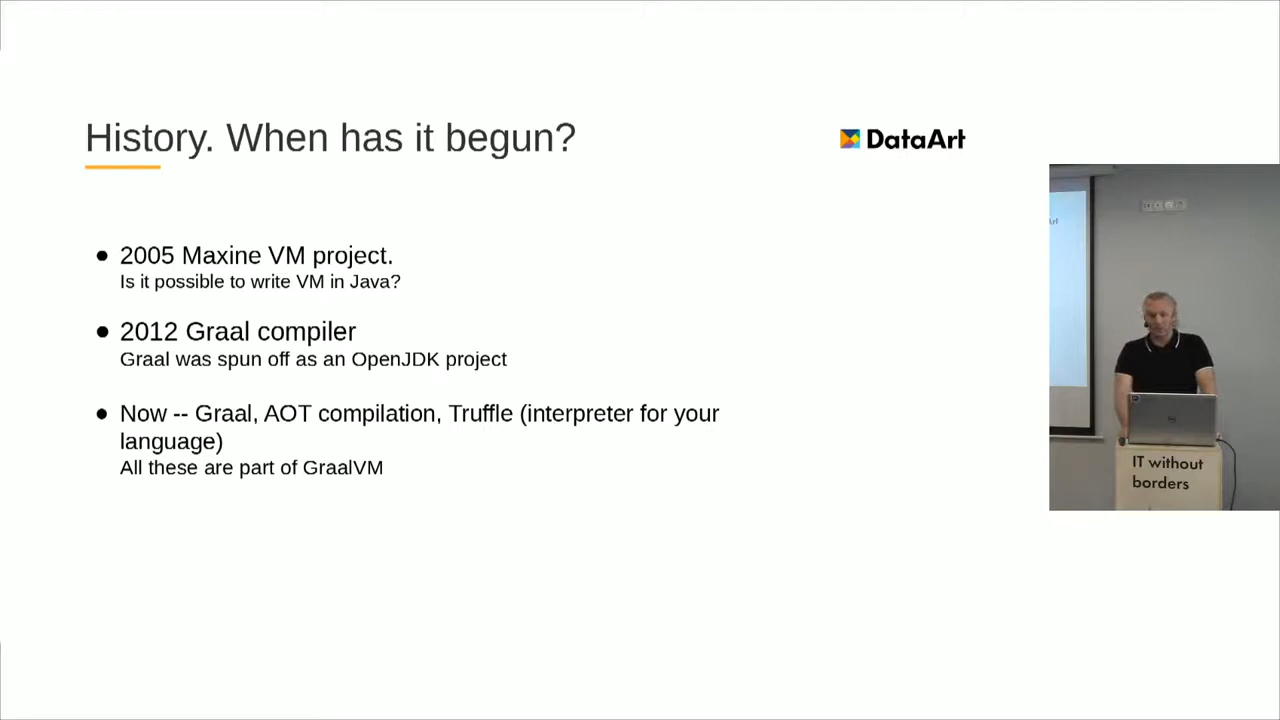 History. When has it begun?
DataArt
● 2005 Maxine VM project.
Is it possible to write VM in Java?
● 2012 Graal compiler
Graal was spun off as an OpenJDK project
● Now -- Graal, AOT compilation, Truffle (interpreter for your
language)
All these are part of GraalVM
IT without
borders